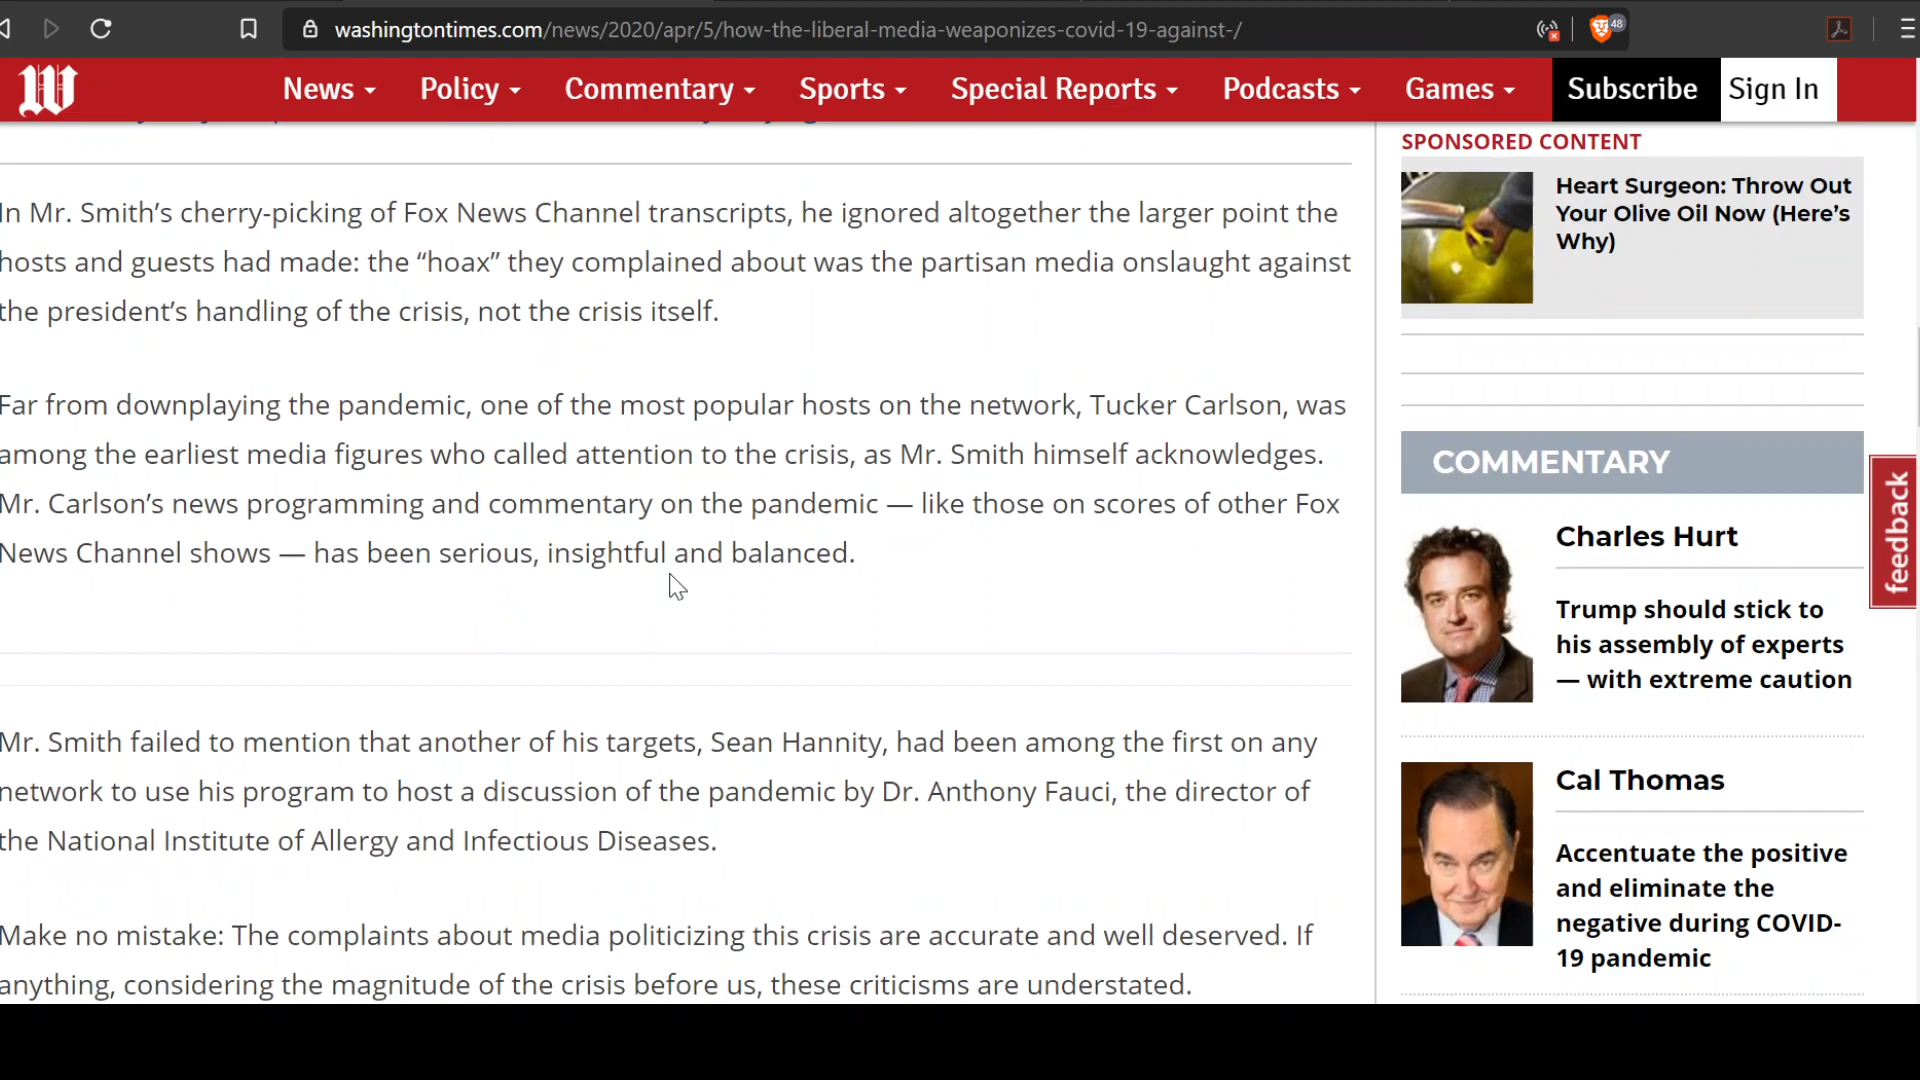 washingtontimes.com/news/2020/apr/5/how-the-liberal-media-weaponizes-covid-19-against-/
48
W
News
Policy
Commentary
Sports
Special Reports
Podcasts
Games
Subscribe
Sign In
In Mr. Smith’s cherry-picking of Fox News Channel transcripts, he ignored altogether the larger point the
hosts and guests had made: the “hoax” they complained about was the partisan media onslaught against
the president’s handling of the crisis, not the crisis itself.
Far from downplaying the pandemic, one of the most popular hosts on the network, Tucker Carlson, was
among the earliest media figures who called attention to the crisis, as Mr. Smith himself acknowledges.
Mr. Carlson’s news programming and commentary on the pandemic — like those on scores of other Fox
News Channel shows — has been serious, insightful and balanced.
Mr. Smith failed to mention that another of his targets, Sean Hannity, had been among the first on any
network to use his program to host a discussion of the pandemic by Dr. Anthony Fauci, the director of
the National Institute of Allergy and Infectious Diseases.
Make no mistake: The complaints about media politicizing this crisis are accurate and well deserved. If
anything, considering the magnitude of the crisis before us, these criticisms are understated.
SPONSORED CONTENT
Heart Surgeon: Throw Out
Your Olive Oil Now (Here’s
Why)
COMMENTARY
Charles Hurt
Trump should stick to
his assembly of experts
— with extreme caution
Cal Thomas
Accentuate the positive
and eliminate the
negative during COVID-
19 pandemic
feedback